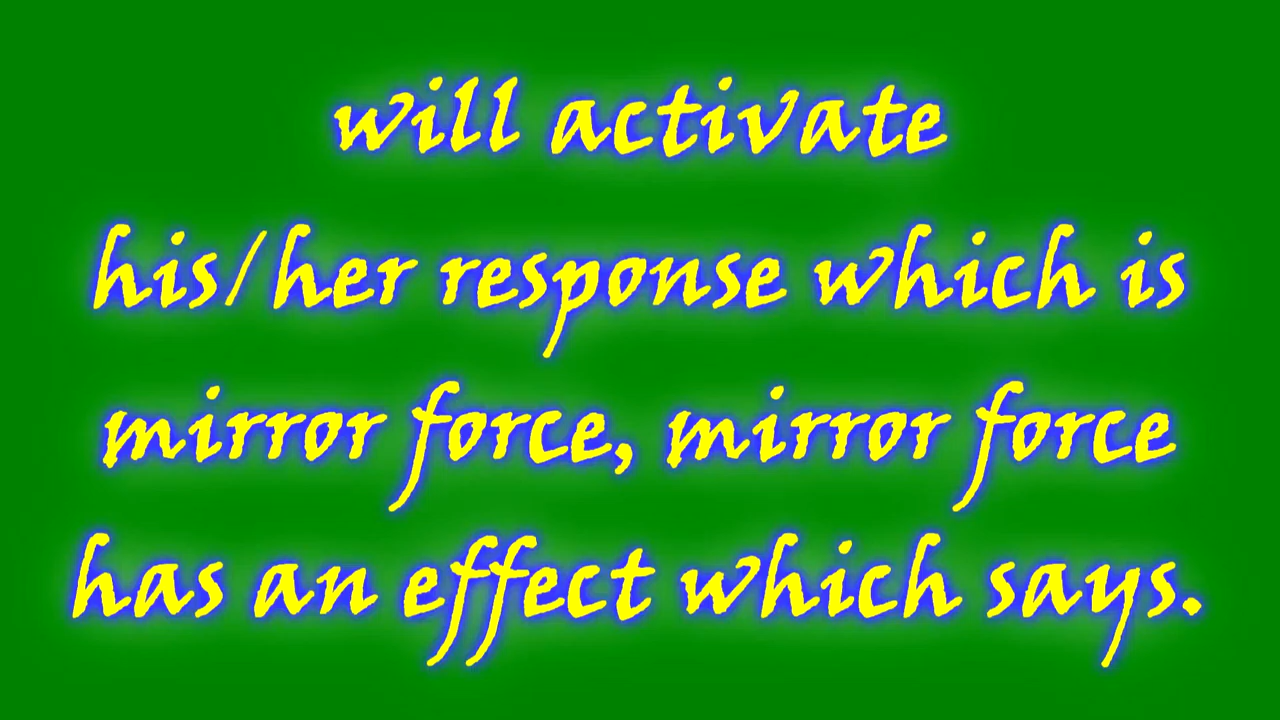 will activate
his/her response which is
mirror force, mirror force
has an effect which says.